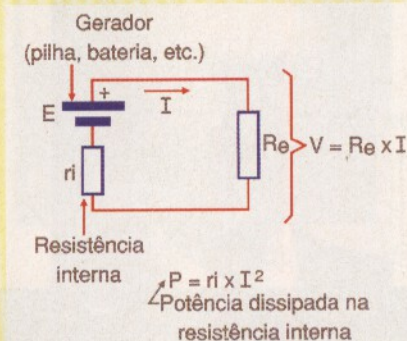 Gerador
(pilha, bateria, etc.)
+
I
E
Re
V = Re x I
ri
Resistência
interna
P = ri x I²
Potência dissipada na
resistência interna